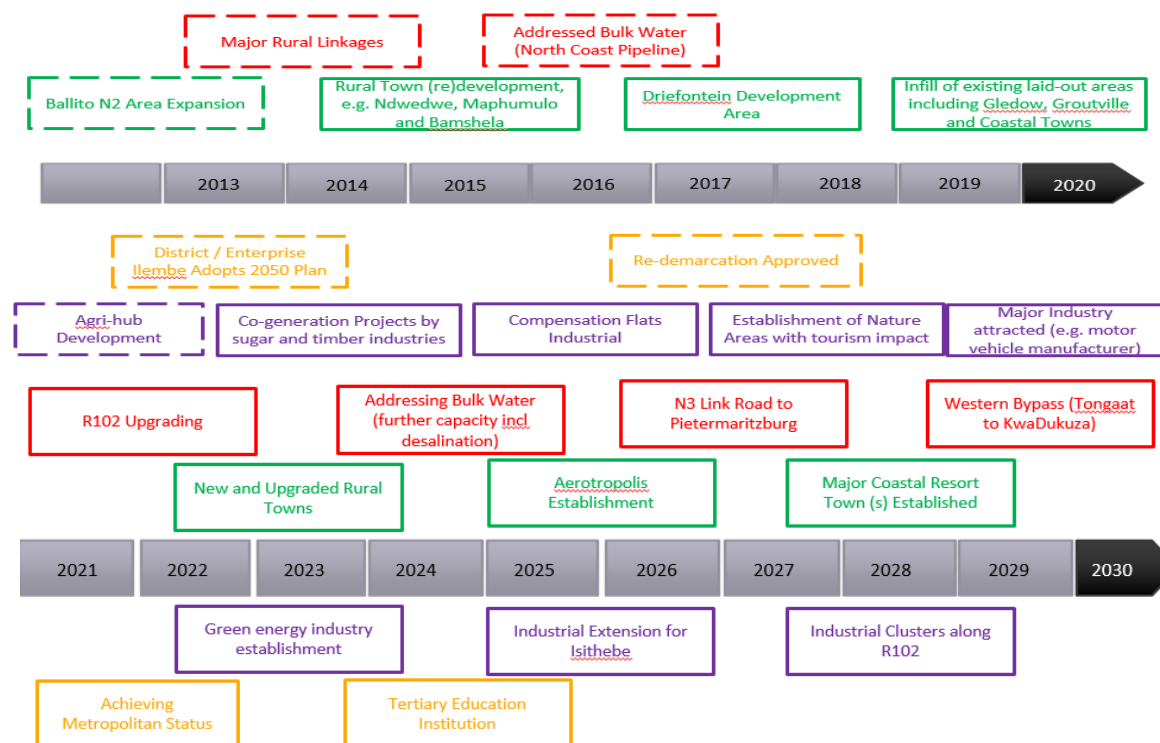 Major Rural Linkages
Addressed Bulk Water
(North Coast Pipeline)
Ballito N2 Area Expansion
Rural Town (re)development,
e.g. Ndwedwe, Maphumulo
and Bamshela
Driefontein Development
Area
Infill of existing laid-out areas
including Gledow, Groutville
and Coastal Towns
2013
2014
2015
2016
2017
2018
2019
2020
District / Enterprise
Ilembe Adopts 2050 Plan
Re-demarcation Approved
Agri-hub
Development
Co-generation Projects by
sugar and timber industries
Compensation Flats
Industrial
Establishment of Nature
Areas with tourism impact
Major Industry
attracted (e.g. motor
vehicle manufacturer)
R102 Upgrading
Addressing Bulk Water
(further capacity incl
desalination)
N3 Link Road to
Pietermaritzburg
Western Bypass (Tongaat
to KwaDukuza)
New and Upgraded Rural
Towns
Aerotropolis
Establishment
Major Coastal Resort
Town (s) Established
2021
2022
2023
2024
2025
2026
2027
2028
2029
2030
Green energy industry
establishment
Industrial Extension for
Isithebe
Industrial Clusters along
R102
Achieving
Metropolitan Status
Tertiary Education
Institution